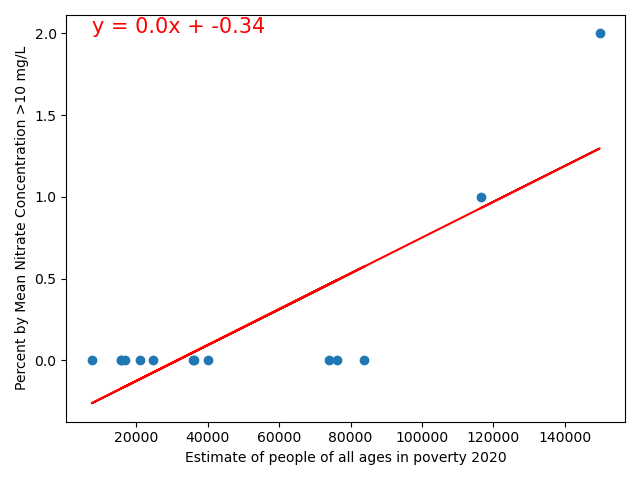 y = 0.0x + -0.34
2.0
1.5
1.0
0.5
0.0
Percent by Mean Nitrate Concentration >10 mg/L
20000 40000 60000 80000 100000 120000 140000
Estimate of people of all ages in poverty 2020